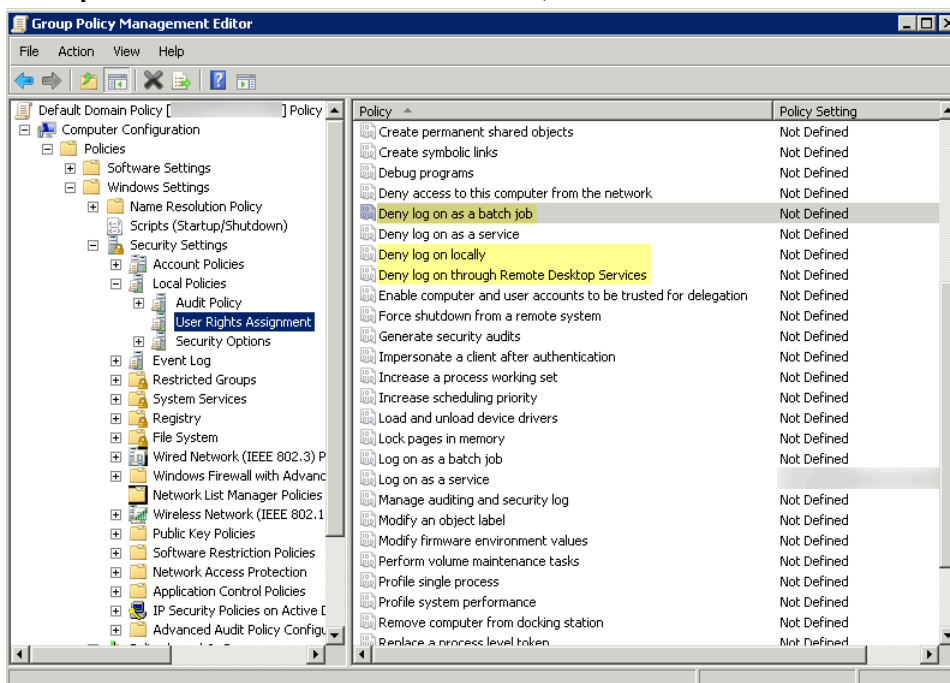 Group Policy Management Editor
File Action View Help
Default Domain Policy [ ] Policy
Computer Configuration
Policies
Software Settings
Windows Settings
Name Resolution Policy
Scripts (Startup/Shutdown)
Security Settings
Account Policies
Local Policies
Audit Policy
User Rights Assignment
Security Options
Event Log
Restricted Groups
System Services
Registry
File System
Wired Network (IEEE 802.3) P
Windows Firewall with Advanc
Network List Manager Policies
Wireless Network (IEEE 802.1
Public Key Policies
Software Restriction Policies
Network Access Protection
Application Control Policies
IP Security Policies on Active D
Advanced Audit Policy Configu
Policy Policy Setting
Create permanent shared objects Not Defined
Create symbolic links Not Defined
Debug programs Not Defined
Deny access to this computer from the network Not Defined
Deny log on as a batch job Not Defined
Deny log on as a service Not Defined
Deny log on locally Not Defined
Deny log on through Remote Desktop Services Not Defined
Enable computer and user accounts to be trusted for delegation Not Defined
Force shutdown from a remote system Not Defined
Generate security audits Not Defined
Impersonate a client after authentication Not Defined
Increase a process working set Not Defined
Increase scheduling priority Not Defined
Load and unload device drivers Not Defined
Lock pages in memory Not Defined
Log on as a batch job Not Defined
Log on as a service
Manage auditing and security log Not Defined
Modify an object label Not Defined
Modify firmware environment values Not Defined
Perform volume maintenance tasks Not Defined
Profile single process Not Defined
Profile system performance Not Defined
Remove computer from docking station Not Defined
Replace a process level token Not Defined